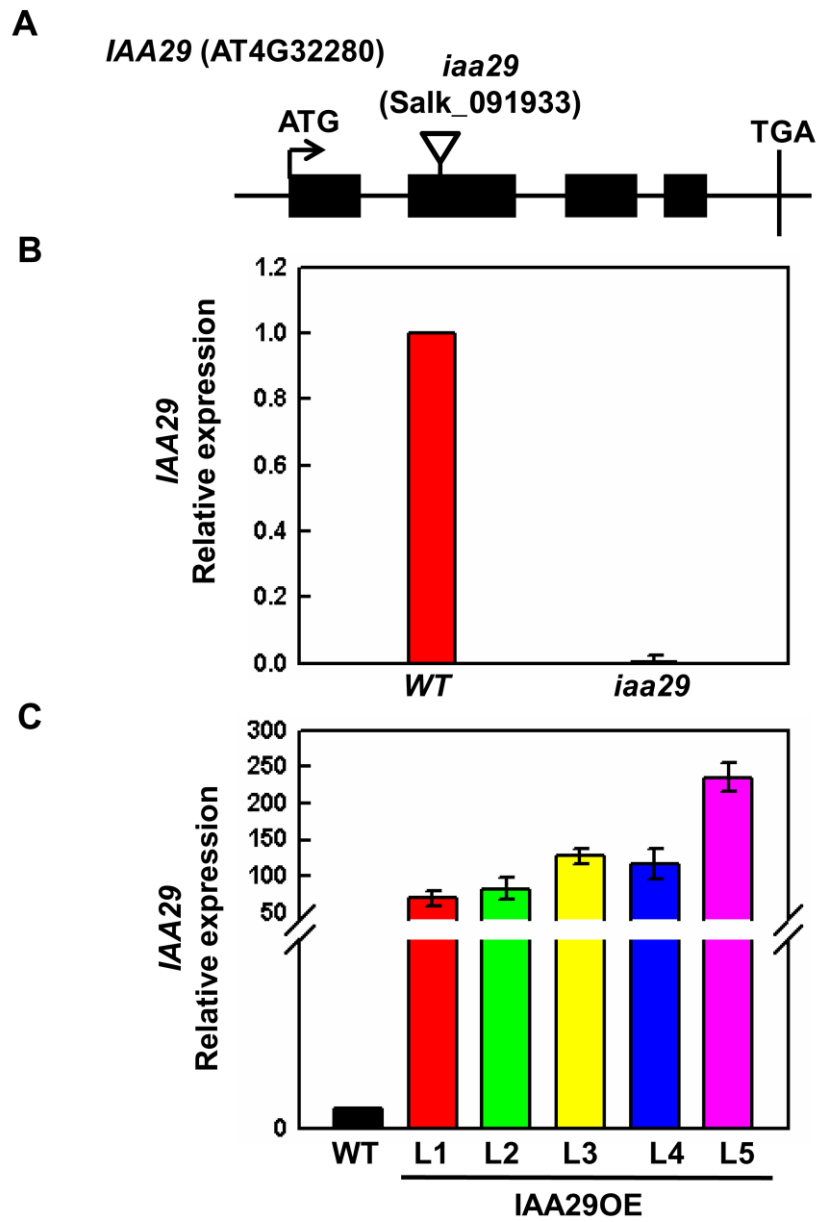 A
IAA29 (AT4G32280)
iaa29
(Salk_091933)
ATG
TGA
B
IAA29
Relative expression
1.2
1.0
0.8
0.6
0.4
0.2
0.0
WT iaa29
C
IAA29
Relative expression
300
250
200
150
100
50
0
WT L1 L2 L3 L4 L5
IAA29OE